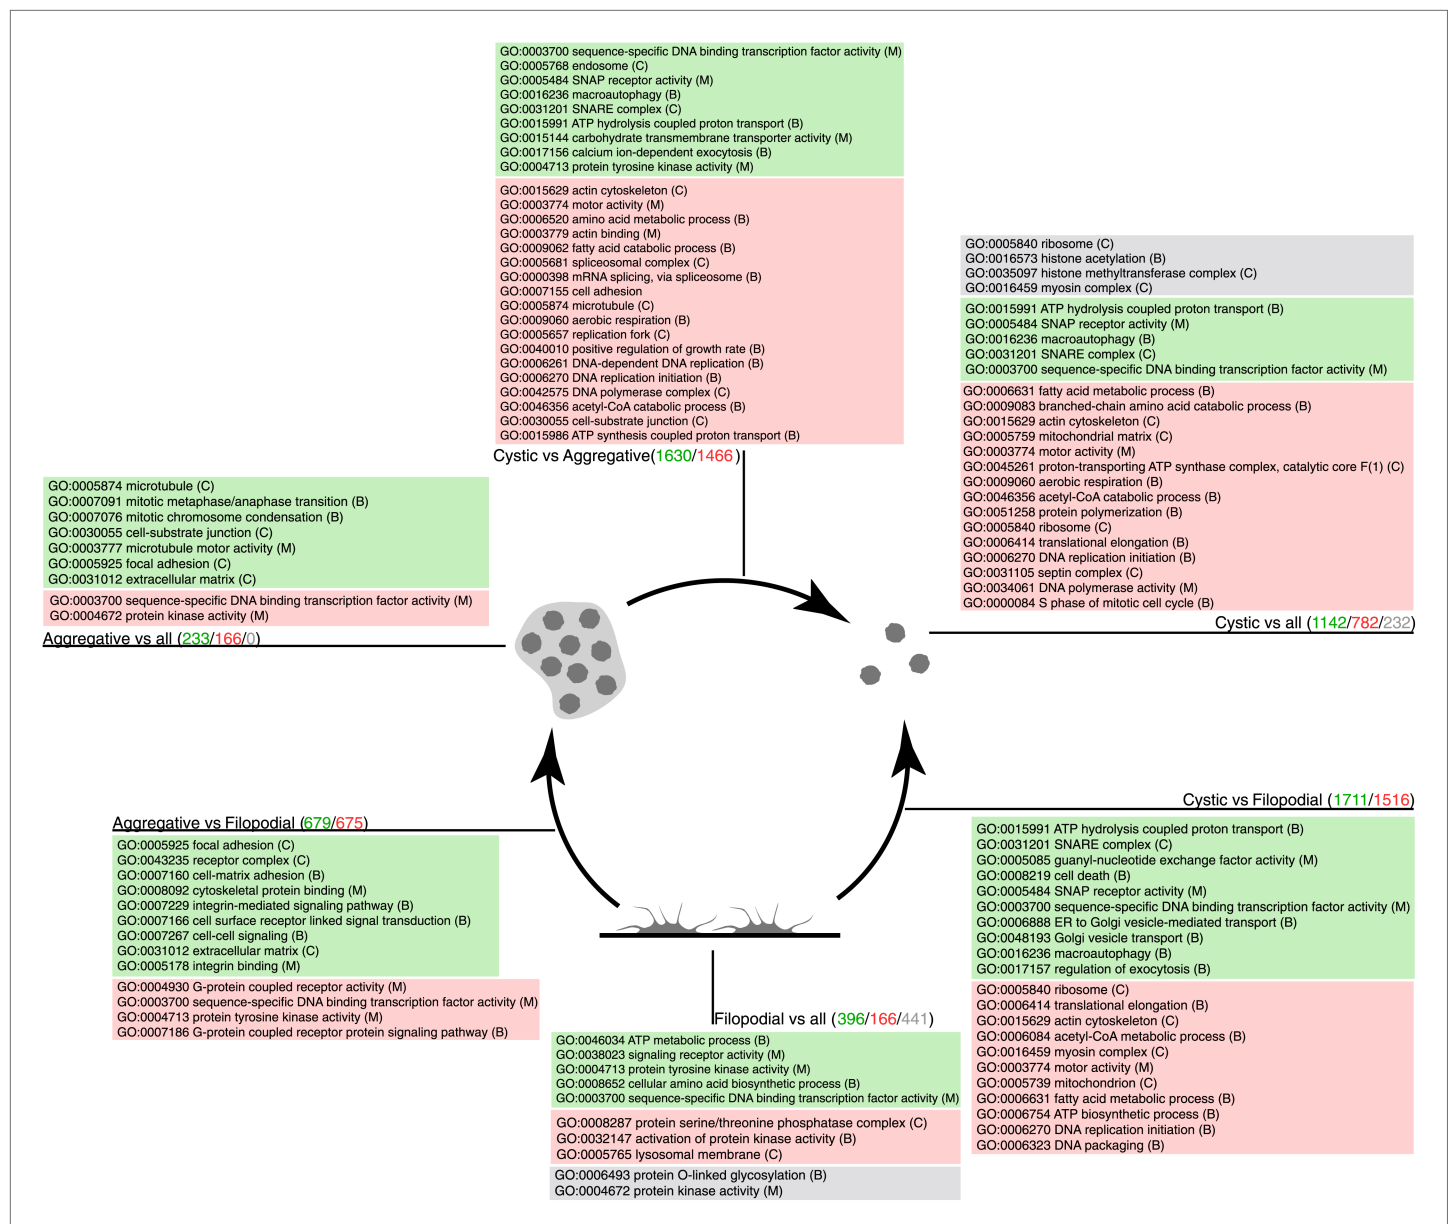 GO:0003700 sequence-specific DNA binding transcription factor activity (M)
GO:0005768 endosome (C)
GO:0005484 SNAP receptor activity (M)
GO:0016236 macroautophagy (B)
GO:0031201 SNARE complex (C)
GO:0015991 ATP hydrolysis coupled proton transport (B)
GO:0015144 carbohydrate transmembrane transporter activity (M)
GO:0017156 calcium ion-dependent exocytosis (B)
GO:0004713 protein tyrosine kinase activity (M)
GO:0015629 actin cytoskeleton (C)
GO:0003774 motor activity (M)
GO:0006520 amino acid metabolic process (B)
GO:0003779 actin binding (M)
GO:0009062 fatty acid catabolic process (B)
GO:0005681 spliceosomal complex (C)
GO:0000398 mRNA splicing, via spliceosome (B)
GO:0007155 cell adhesion
GO:0005874 microtubule (C)
GO:0009060 aerobic respiration (B)
GO:0005657 replication fork (C)
GO:0040010 positive regulation of growth rate (B)
GO:0006261 DNA-dependent DNA replication (B)
GO:0006270 DNA replication initiation (B)
GO:0042575 DNA polymerase complex (C)
GO:0046356 acetyl-CoA catabolic process (B)
GO:0030055 cell-substrate junction (C)
GO:0015986 ATP synthesis coupled proton transport (B)
Cystic vs Aggregative(1630/1466 )
GO:0005840 ribosome (C)
GO:0016573 histone acetylation (B)
GO:0035097 histone methyltransferase complex (C)
GO:0016459 myosin complex (C)
GO:0015991 ATP hydrolysis coupled proton transport (B)
GO:0005484 SNAP receptor activity (M)
GO:0016236 macroautophagy (B)
GO:0031201 SNARE complex (C)
GO:0003700 sequence-specific DNA binding transcription factor activity (M)
GO:0006631 fatty acid metabolic process (B)
GO:0009083 branched-chain amino acid catabolic process (B)
GO:0015629 actin cytoskeleton (C)
GO:0005759 mitochondrial matrix (C)
GO:0003774 motor activity (M)
GO:0045261 proton-transporting ATP synthase complex, catalytic core F(1) (C)
GO:0009060 aerobic respiration (B)
GO:0046356 acetyl-CoA catabolic process (B)
GO:0051258 protein polymerization (B)
GO:0005840 ribosome (C)
GO:0006414 translational elongation (B)
GO:0006270 DNA replication initiation (B)
GO:0031105 septin complex (C)
GO:0034061 DNA polymerase activity (M)
GO:0000084 S phase of mitotic cell cycle (B)
Cystic vs all (1142/782/232)
GO:0005874 microtubule (C)
GO:0007091 mitotic metaphase/anaphase transition (B)
GO:0007076 mitotic chromosome condensation (B)
GO:0030055 cell-substrate junction (C)
GO:0003777 microtubule motor activity (M)
GO:0005925 focal adhesion (C)
GO:0031012 extracellular matrix (C)
GO:0003700 sequence-specific DNA binding transcription factor activity (M)
GO:0004672 protein kinase activity (M)
Aggregative vs all (233/166/0)
Aggregative vs Filopodial (679/675)
GO:0005925 focal adhesion (C)
GO:0043235 receptor complex (C)
GO:0007160 cell-matrix adhesion (B)
GO:0008092 cytoskeletal protein binding (M)
GO:0007229 integrin-mediated signaling pathway (B)
GO:0007166 cell surface receptor linked signal transduction (B)
GO:0007267 cell-cell signaling (B)
GO:0031012 extracellular matrix (C)
GO:0005178 integrin binding (M)
GO:0004930 G-protein coupled receptor activity (M)
GO:0003700 sequence-specific DNA binding transcription factor activity (M)
GO:0004713 protein tyrosine kinase activity (M)
GO:0007186 G-protein coupled receptor protein signaling pathway (B)
Cystic vs Filopodial (1711/1516)
GO:0015991 ATP hydrolysis coupled proton transport (B)
GO:0031201 SNARE complex (C)
GO:0005085 guanyl-nucleotide exchange factor activity (M)
GO:0008219 cell death (B)
GO:0005484 SNAP receptor activity (M)
GO:0003700 sequence-specific DNA binding transcription factor activity (M)
GO:0006888 ER to Golgi vesicle-mediated transport (B)
GO:0048193 Golgi vesicle transport (B)
GO:0016236 macroautophagy (B)
GO:0017157 regulation of exocytosis (B)
GO:0005840 ribosome (C)
GO:0006414 translational elongation (B)
GO:0015629 actin cytoskeleton (C)
GO:0006084 acetyl-CoA metabolic process (B)
GO:0016459 myosin complex (C)
GO:0003774 motor activity (M)
GO:0005739 mitochondrion (C)
GO:0006631 fatty acid metabolic process (B)
GO:0006754 ATP biosynthetic process (B)
GO:0006270 DNA replication initiation (B)
GO:0006323 DNA packaging (B)
Filopodial vs all (396/166/441)
GO:0046034 ATP metabolic process (B)
GO:0038023 signaling receptor activity (M)
GO:0004713 protein tyrosine kinase activity (M)
GO:0008652 cellular amino acid biosynthetic process (B)
GO:0003700 sequence-specific DNA binding transcription factor activity (M)
GO:0008287 protein serine/threonine phosphatase complex (C)
GO:0032147 activation of protein kinase activity (B)
GO:0005765 lysosomal membrane (C)
GO:0006493 protein O-linked glycosylation (B)
GO:0004672 protein kinase activity (M)